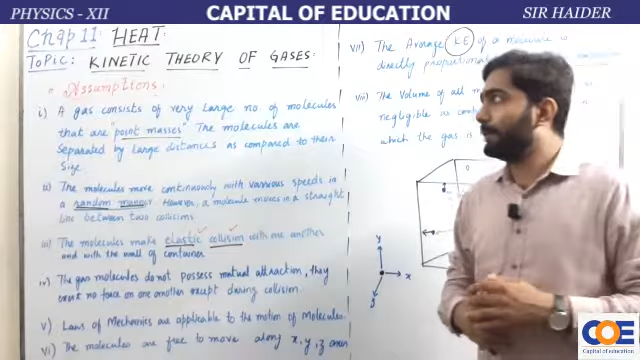 PHYSICS - XII
CAPITAL OF EDUCATION
SIR HAIDER
Chap 11: HEAT
TOPIC: KINETIC THEORY OF GASES:
Assumptions:
i) A gas consists of very large no. of molecules
that are "point masses" The molecules are
separated by large distances as compared to their
size
ii) The molecules move continuously with various speeds in
a random manner. However, a molecule moves in a straight
line between two collisions
iii) The molecules make elastic collision with one another
and with the wall of container
iv) The gas molecules do not possess mutual attraction, they
exert no force on one another except during collision.
v) Laws of Mechanics are applicable to the motion of Molecules.
vi) The molecules are free to move along x, y, z axes
vii) The Average KE of a molecule is
directly proportional
viii) The volume of all
negligible as
which the gas is
y
x
z
COE
Capital of education